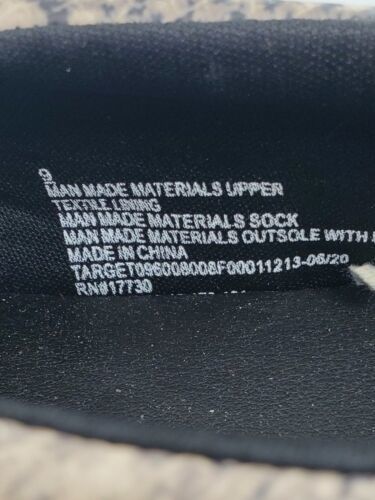 9
MAN MADE MATERIALS UPPER
TEXTILE LINING
MAN MADE MATERIALS SOCK
MAN MADE MATERIALS OUTSOLE WITH
MADE IN CHINA
TARGET096008008F00011213-06/20
RN#17730